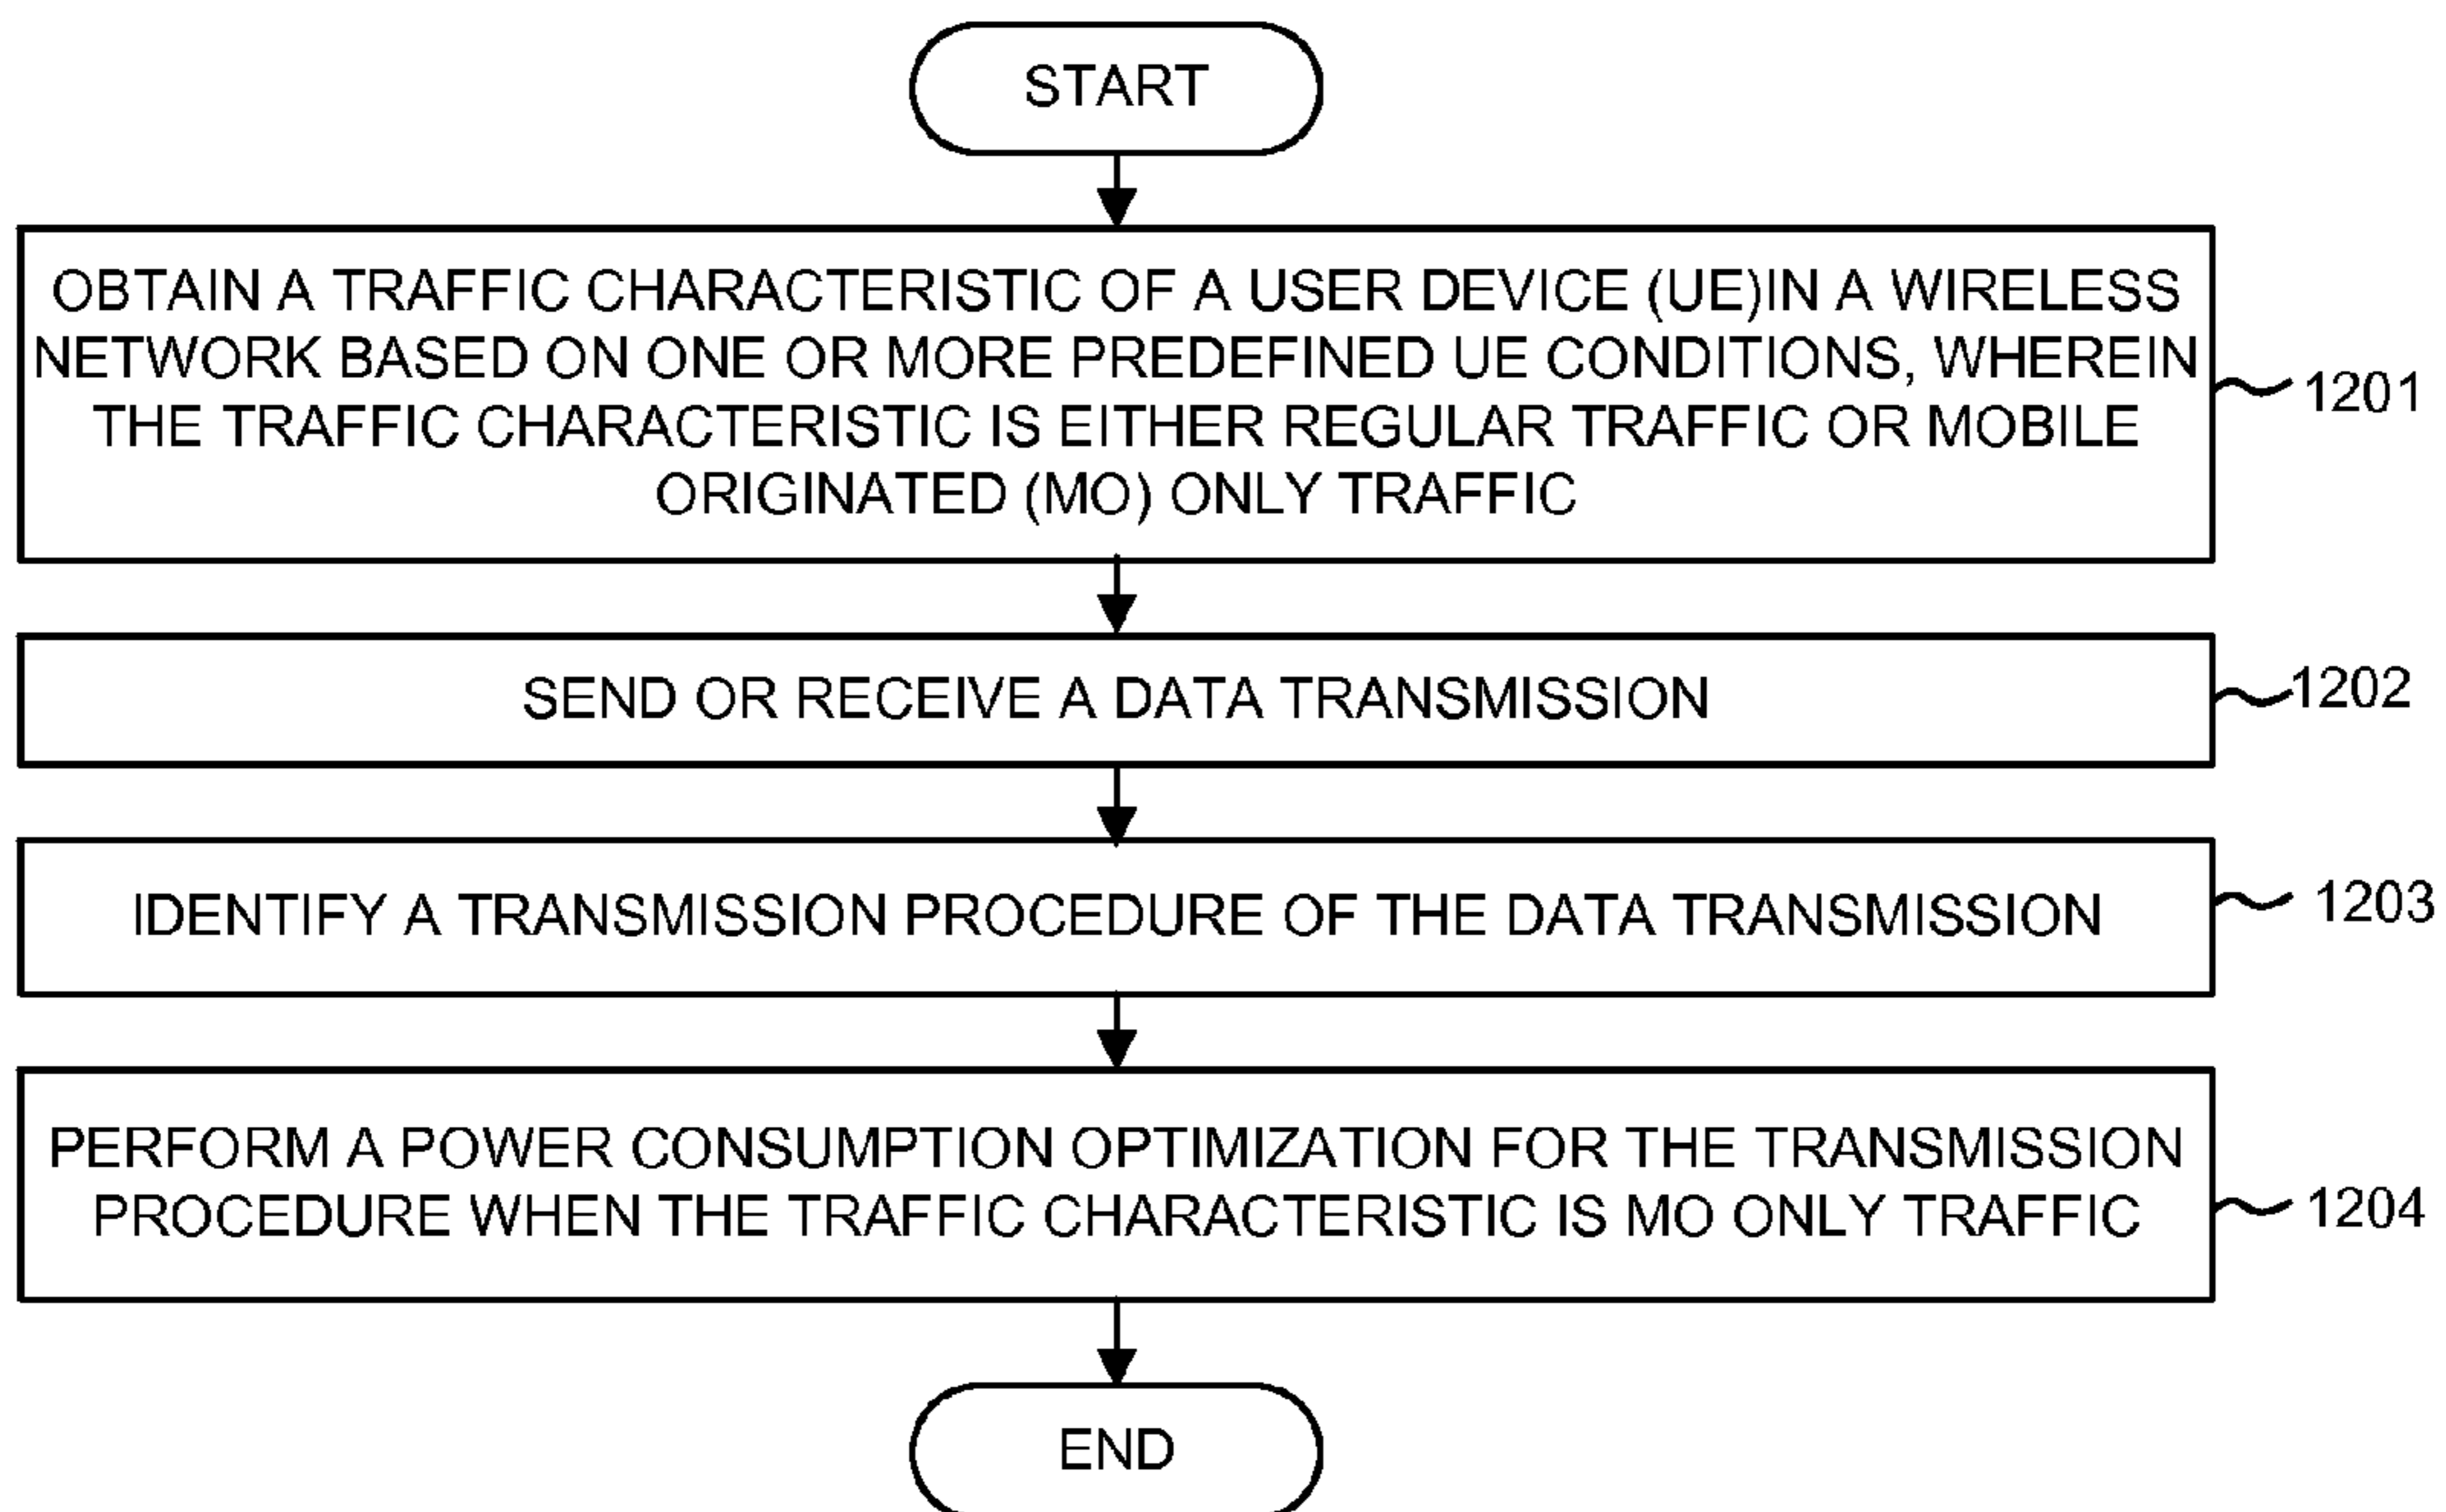 START
OBTAIN A TRAFFIC CHARACTERISTIC OF A USER DEVICE (UE)IN A WIRELESS
NETWORK BASED ON ONE OR MORE PREDEFINED UE CONDITIONS, WHEREIN
THE TRAFFIC CHARACTERISTIC IS EITHER REGULAR TRAFFIC OR MOBILE
ORIGINATED (MO) ONLY TRAFFIC
1201
SEND OR RECEIVE A DATA TRANSMISSION
1202
IDENTIFY A TRANSMISSION PROCEDURE OF THE DATA TRANSMISSION
1203
PERFORM A POWER CONSUMPTION OPTIMIZATION FOR THE TRANSMISSION
PROCEDURE WHEN THE TRAFFIC CHARACTERISTIC IS MO ONLY TRAFFIC
1204
END